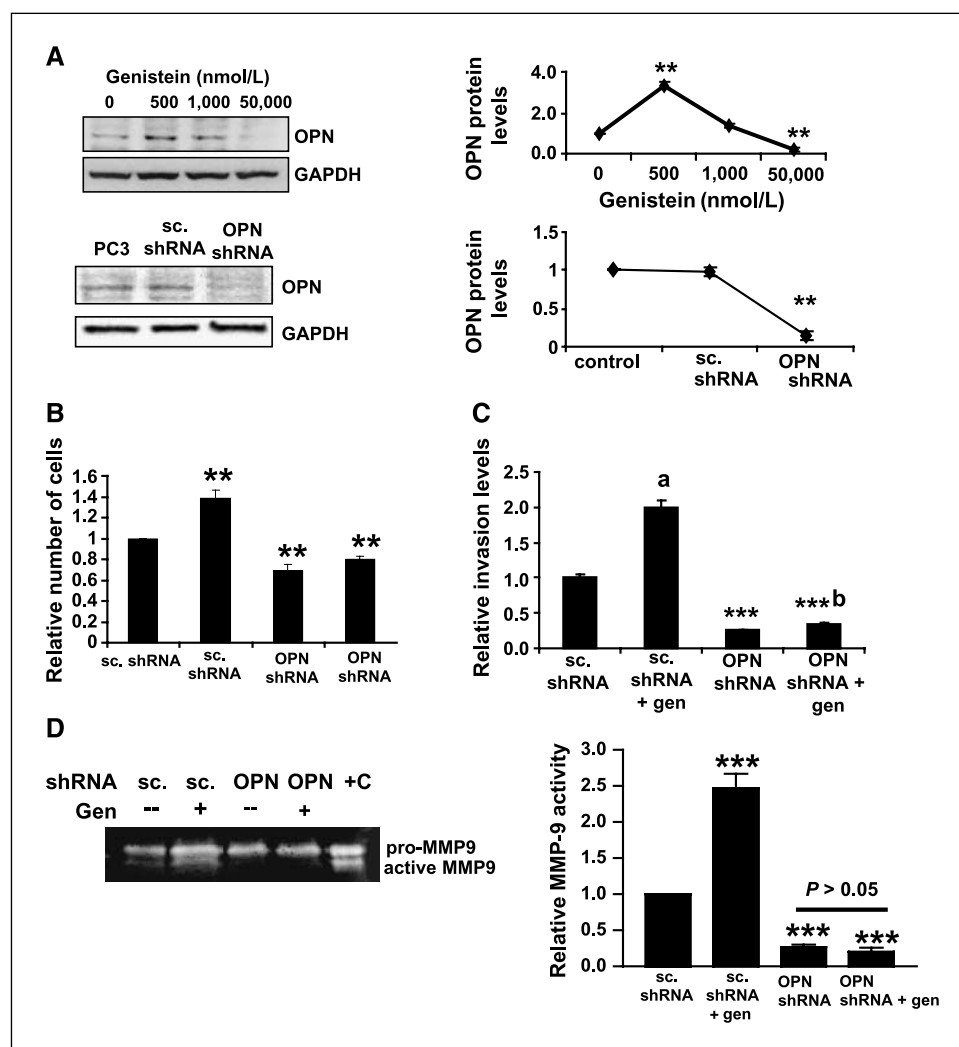 A
Genistein (nmol/L)
0 500 1,000 50,000
OPN
GAPDH
PC3 sc. shRNA OPN shRNA
OPN
GAPDH
OPN protein levels
4.0
2.0
0.0
**
**
0 500 1,000 50,000
Genistein (nmol/L)
OPN protein levels
1.5
1
0.5
0
**
control sc. shRNA OPN shRNA
B
Relative number of cells
1.6
1.4
1.2
1
0.8
0.6
0.4
0.2
0
**
**
**
sc. shRNA
sc. shRNA
OPN shRNA
OPN shRNA
C
Relative invasion levels
2.5
2.0
1.5
1.0
0.5
0.0
a
***
***b
sc. shRNA
sc. shRNA + gen
OPN shRNA
OPN shRNA + gen
D
shRNA sc. sc. OPN OPN +C
Gen -- + -- +
pro-MMP9
active MMP9
Relative MMP-9 activity
3.0
2.5
2.0
1.5
1.0
0.5
0.0
***
P > 0.05
***
***
sc. shRNA
sc. shRNA + gen
OPN shRNA
OPN shRNA + gen